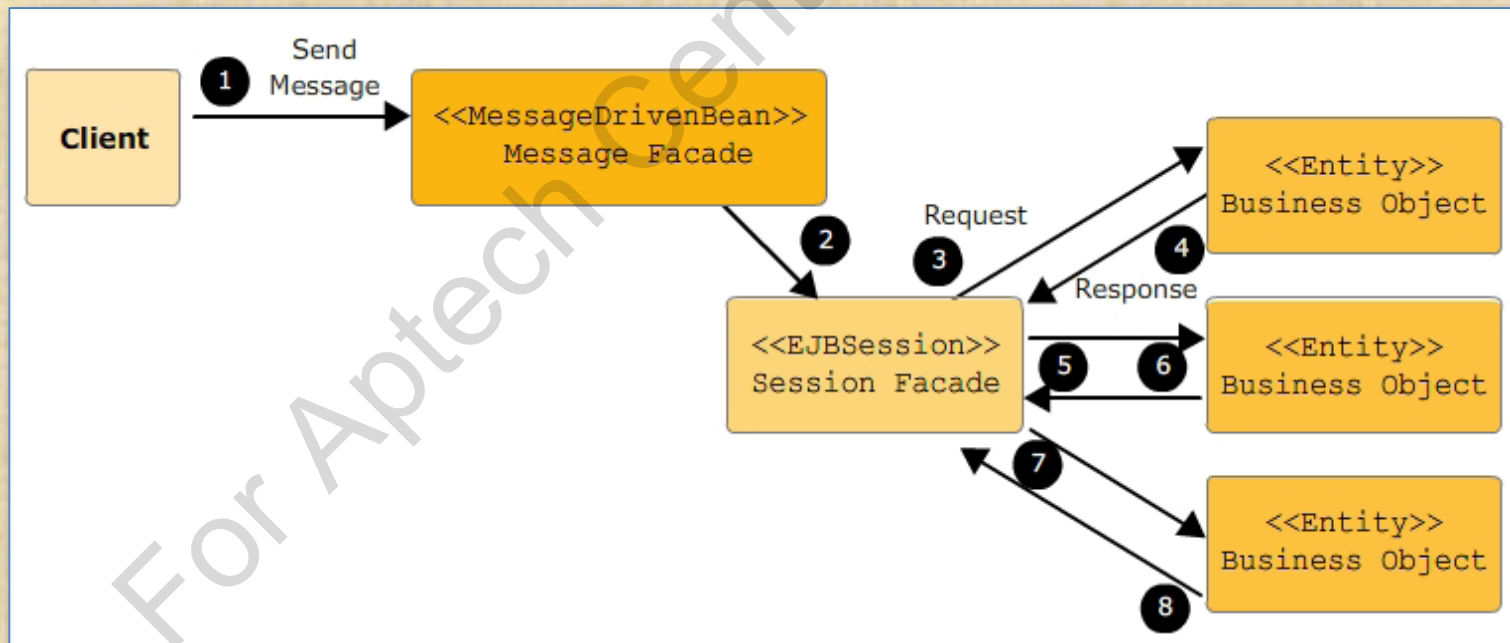 Send
Message
1
Client
<<MessageDrivenBean>>
Message Facade
2
Request
3
4
Response
<<Entity>>
Business Object
<<EJBSession>>
Session Facade
5
6
<<Entity>>
Business Object
7
8
<<Entity>>
Business Object
For Aptech Cent